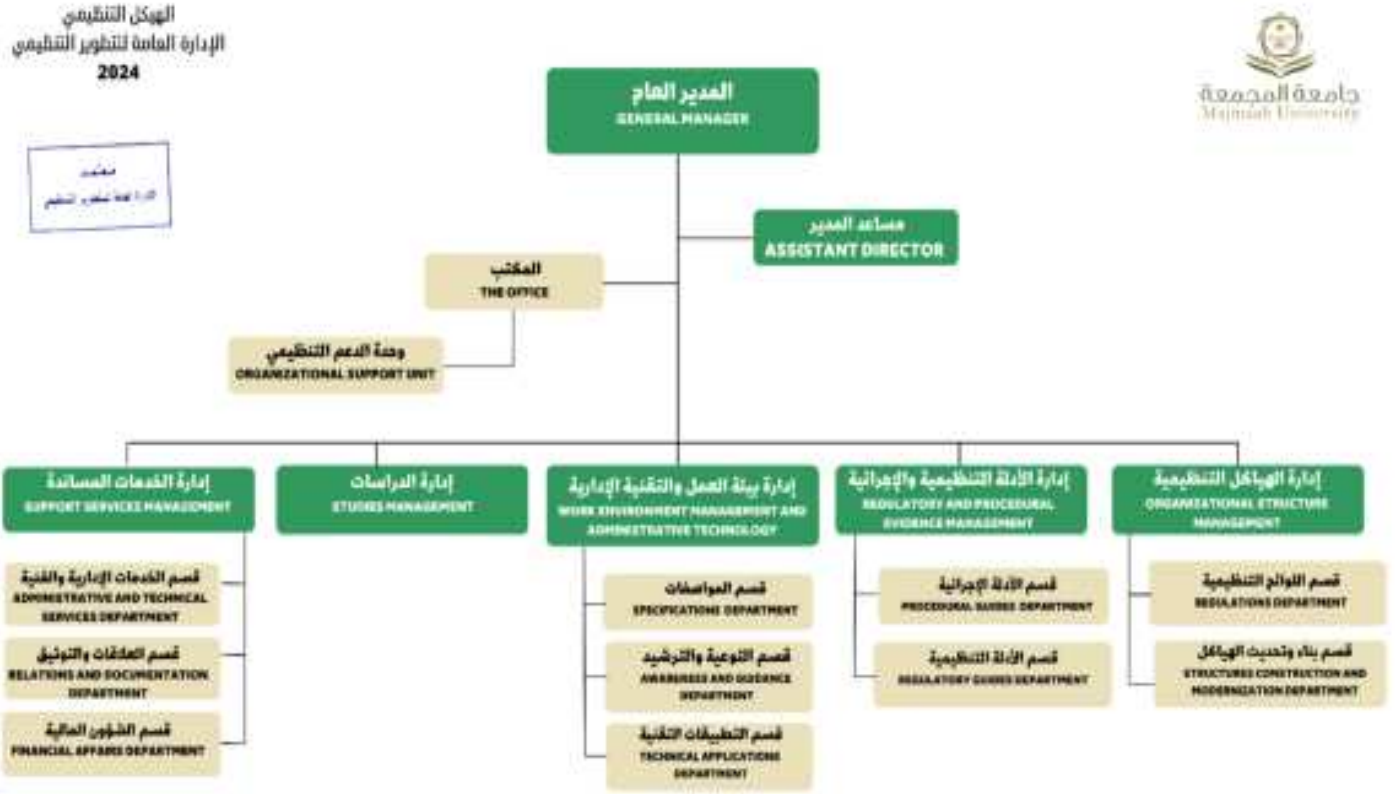 الهيكل التنظيمي
الإدارة العامة للتطوير التنظيمي
2024
جامعة المجمعة
Majmaah University
معتمد
المدير العام
GENERAL MANAGER
مساعد المدير
ASSISTANT DIRECTOR
المكتب
THE OFFICE
وحدة الدعم التنظيمي
ORGANIZATIONAL SUPPORT UNIT
إدارة الهياكل التنظيمية
ORGANIZATIONAL STRUCTURE
MANAGEMENT
قسم اللوائح التنظيمية
REGULATIONS DEPARTMENT
قسم بناء وتحديث الهياكل
STRUCTURES CONSTRUCTION AND
MODERNIZATION DEPARTMENT
إدارة الأدلة التنظيمية والإجرائية
REGULATORY AND PROCEDURAL
EVIDENCE MANAGEMENT
قسم الأدلة الإجرائية
PROCEDURAL GUIDES DEPARTMENT
قسم الأدلة التنظيمية
REGULATORY GUIDES DEPARTMENT
إدارة بيئة العمل والتقنية الإدارية
WORK ENVIRONMENT MANAGEMENT AND
ADMINISTRATIVE TECHNOLOGY
قسم المواصفات
SPECIFICATIONS DEPARTMENT
قسم التوعية والترشيد
AWARENESS AND GUIDANCE
DEPARTMENT
قسم التطبيقات التقنية
TECHNICAL APPLICATIONS
DEPARTMENT
إدارة الدراسات
STUDIES MANAGEMENT
إدارة الخدمات المساندة
SUPPORT SERVICES MANAGEMENT
قسم الخدمات الإدارية والفنية
ADMINISTRATIVE AND TECHNICAL
SERVICES DEPARTMENT
قسم العلاقات والتوثيق
RELATIONS AND DOCUMENTATION
DEPARTMENT
قسم الشؤون المالية
FINANCIAL AFFAIRS DEPARTMENT